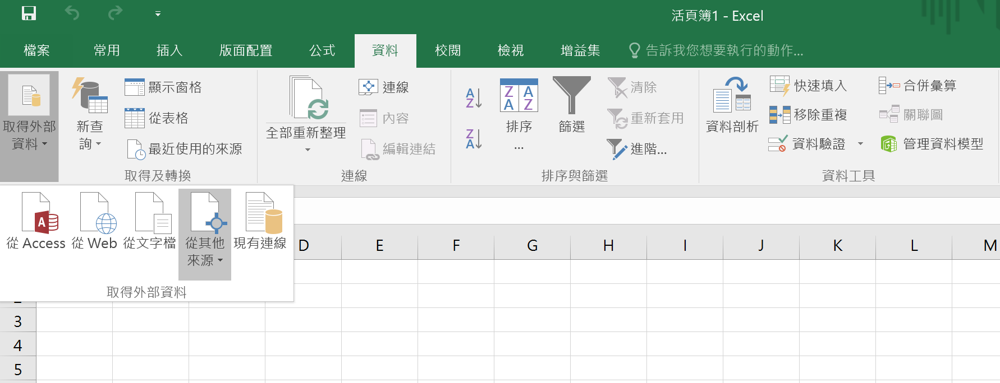 活頁簿1 - Excel
檔案 常用 插入 版面配置 公式 資料 校閱 檢視 增益集 告訴我您想要執行的動作...
取得外部
資料
新查
詢
顯示窗格
從表格
最近使用的來源
取得及轉換
全部重新整理
連線
內容
編輯連結
連線
A
Z
Z
A
Z A
A Z
排序
...
篩選
清除
重新套用
進階...
排序與篩選
資料剖析
快速填入
移除重複
資料驗證
合併彙算
關聯圖
管理資料模型
資料工具
A
從 Access
從 Web
從文字檔
從其他
來源
現有連線
取得外部資料
D E F G H I J K L M
3
4
5